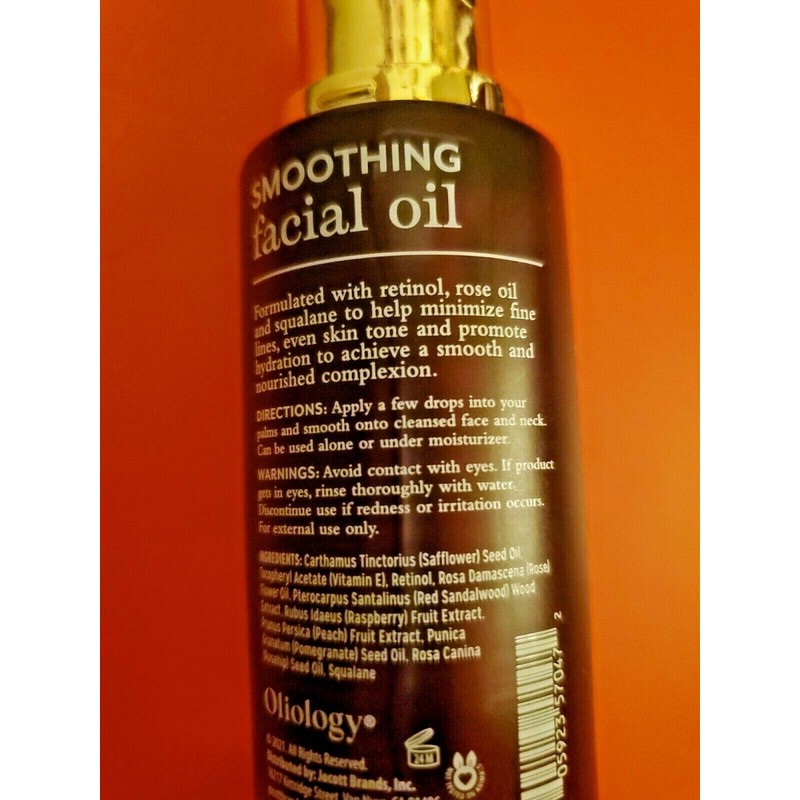 SMOOTHING
facial oil
Formulated with retinol, rose oil
and squalane to help minimize fine
lines, even skin tone and promote
hydration to achieve a smooth and
nourished complexion.
DIRECTIONS: Apply a few drops into your
palms and smooth onto cleansed face and neck.
Can be used alone or under moisturizer.
WARNINGS: Avoid contact with eyes. If product
gets in eyes, rinse thoroughly with water.
Discontinue use if redness or irritation occurs.
For external use only.
INGREDIENTS: Carthamus Tinctorius (Safflower) Seed Oil,
Tocopheryl Acetate (Vitamin E), Retinol, Rosa Damascena (Rose)
Flower Oil, Pterocarpus Santalinus (Red Sandalwood) Wood
Extract, Rubus Idaeus (Raspberry) Fruit Extract,
Prunus Persica (Peach) Fruit Extract, Punica
Granatum (Pomegranate) Seed Oil, Rosa Canina
(Rosehip) Seed Oil, Squalane
Oliology®
© 2021. All Rights Reserved.
Distributed by: Jocott Brands, Inc.
Street, Van
24 M
05923 57047 2